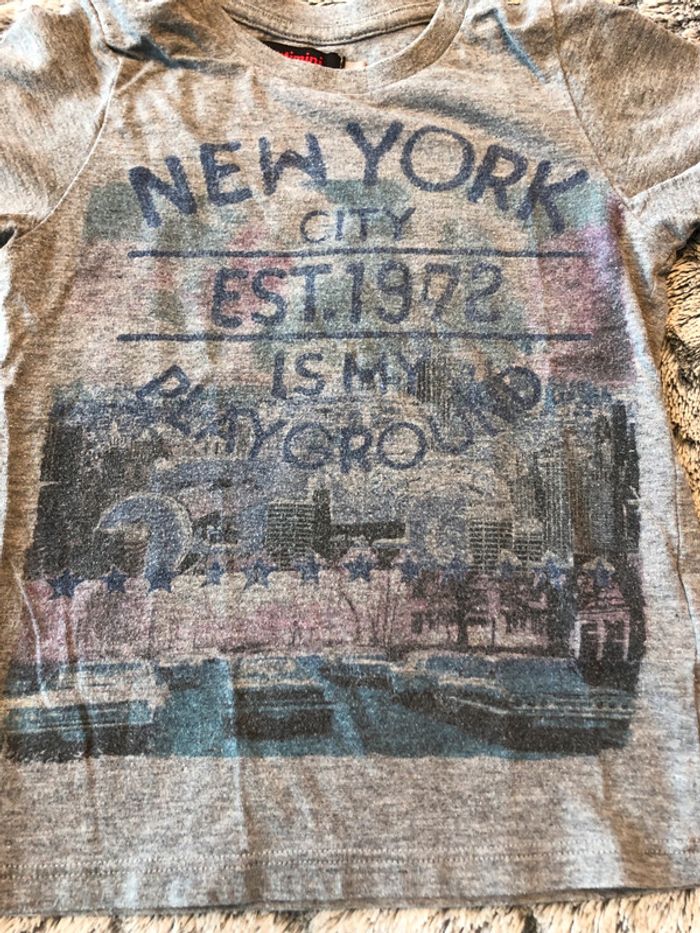 NEW YORK
CITY
EST.1972
IS MY
PLAYGROUND